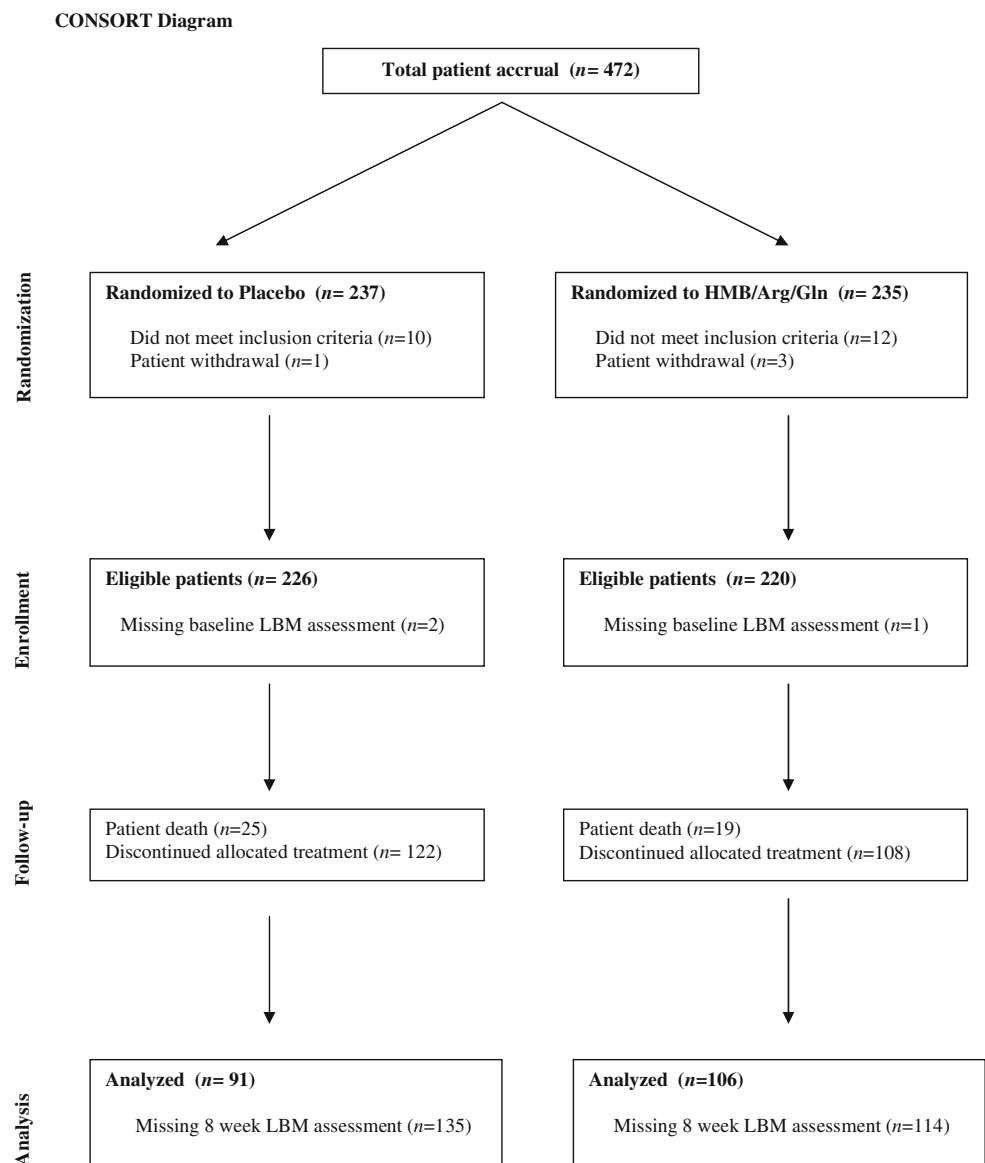 CONSORT Diagram
Total patient accrual (n= 472)
Randomization
Randomized to Placebo (n= 237)
Did not meet inclusion criteria (n=10)
Patient withdrawal (n=1)
Randomized to HMB/Arg/Gln (n= 235)
Did not meet inclusion criteria (n=12)
Patient withdrawal (n=3)
Enrollment
Eligible patients (n= 226)
Missing baseline LBM assessment (n=2)
Eligible patients (n= 220)
Missing baseline LBM assessment (n=1)
Follow-up
Patient death (n=25)
Discontinued allocated treatment (n= 122)
Patient death (n=19)
Discontinued allocated treatment (n=108)
Analysis
Analyzed (n= 91)
Missing 8 week LBM assessment (n=135)
Analyzed (n=106)
Missing 8 week LBM assessment (n=114)